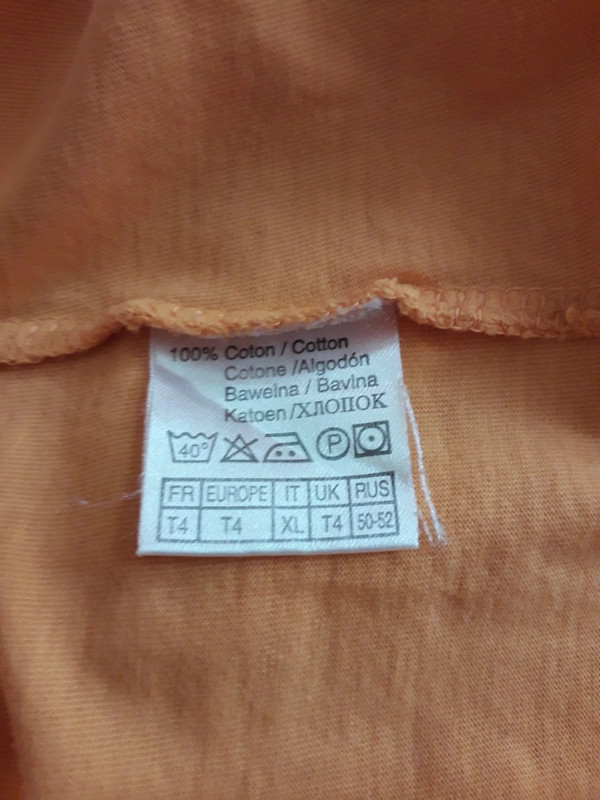 100% Coton / Cotton
Cotone /Algodón
Bawelna / Bavlna
Katoen /ХЛОПОК
40° P
FR EUROPE IT UK RUS
T4 T4 XL T4 50-52